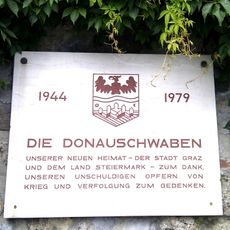 1944 1979
DIE DONAUSCHWABEN
UNSERER NEUEN HEIMAT – DER STADT GRAZ
UND DEM LAND STEIERMARK – ZUM DANK,
UNSEREN UNSCHULDIGEN OPFERN VON
KRIEG UND VERFOLGUNG ZUM GEDENKEN.